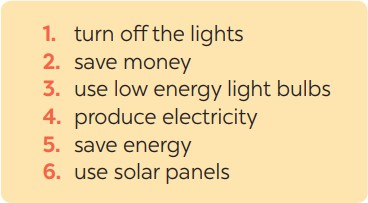 1. turn off the lights
2. save money
3. use low energy light bulbs
4. produce electricity
5. save energy
6. use solar panels